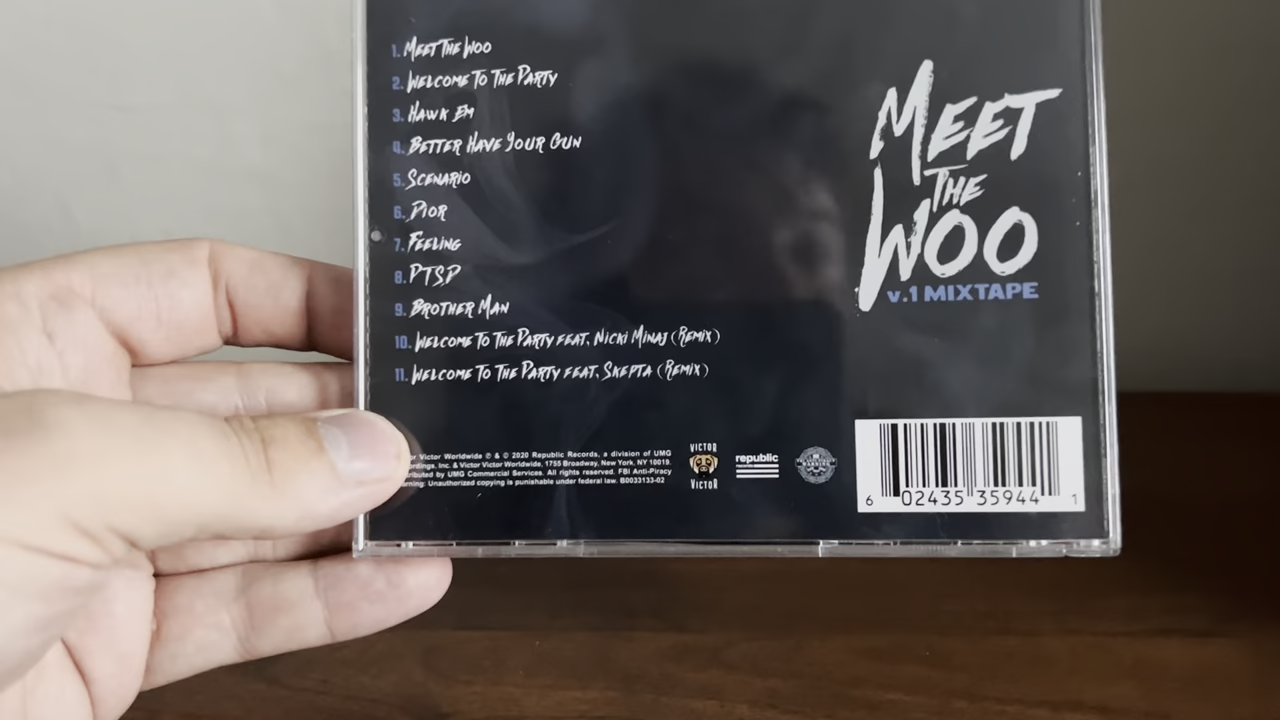 1. Meet The Woo
2. Welcome To The Party
3. Hawk Em
4. Better Have Your Gun
5. Scenario
6. Dior
7. Feeling
8. PTSD
9. Brother Man
10. Welcome To The Party feat. Nicki Minaj (Remix)
11. Welcome To The Party feat. Skepta (Remix)
MEET
THE
WOO
v.1 MIXTAPE
Victor Worldwide ℗ & © 2020 Republic Records, a division of UMG
Inc. & Victor Victor Worldwide, 1755 Broadway, New York, NY 10019.
by UMG Commercial Services. All rights reserved. FBI Anti-Piracy
Unauthorized copying is punishable under federal law. B0033133-02
VICTOR
VICTOR
republic
records
6 02435 35944 1